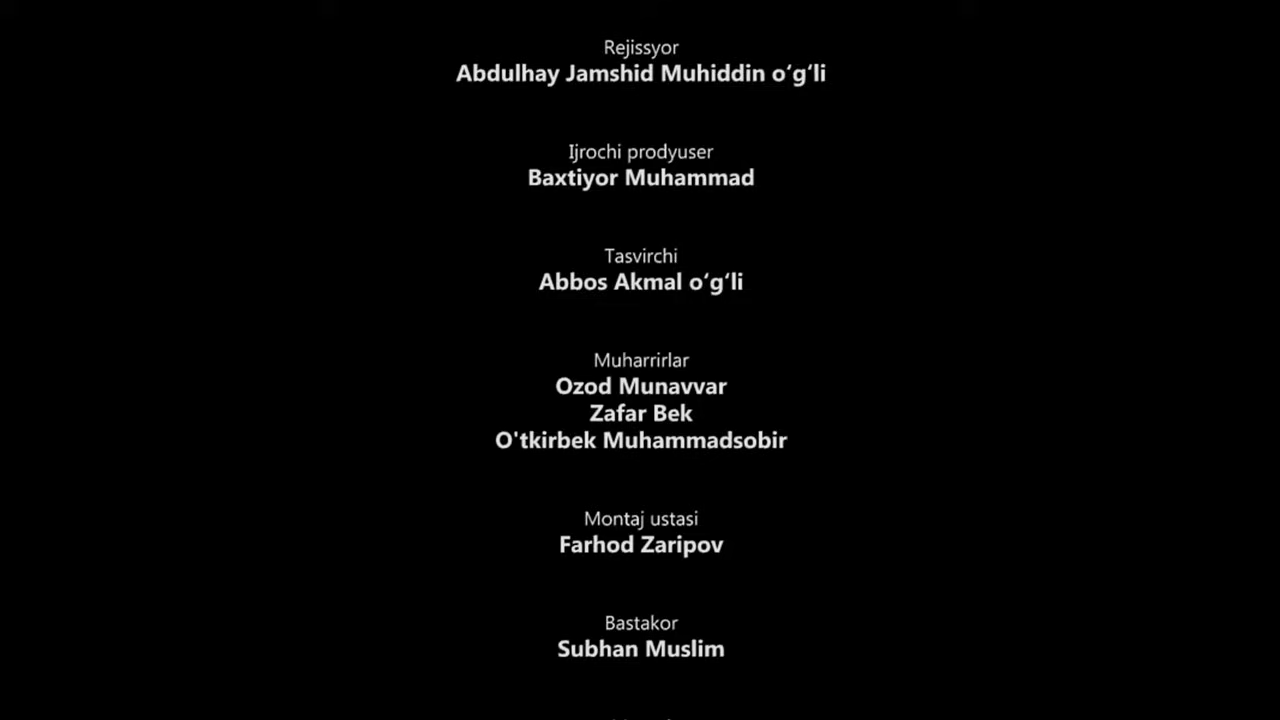 Rejissyor
Abdulhay Jamshid Muhiddin o‘g‘li
Ijrochi prodyuser
Baxtiyor Muhammad
Tasvirchi
Abbos Akmal o‘g‘li
Muharrirlar
Ozod Munavvar
Zafar Bek
O'tkirbek Muhammadsobir
Montaj ustasi
Farhod Zaripov
Bastakor
Subhan Muslim